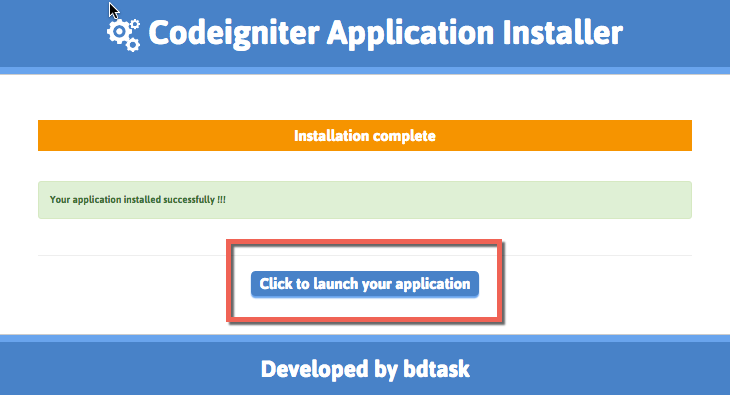 Codeigniter Application Installer
Installation complete
Your application installed successfully !!!
Click to launch your application
Developed by bdtask